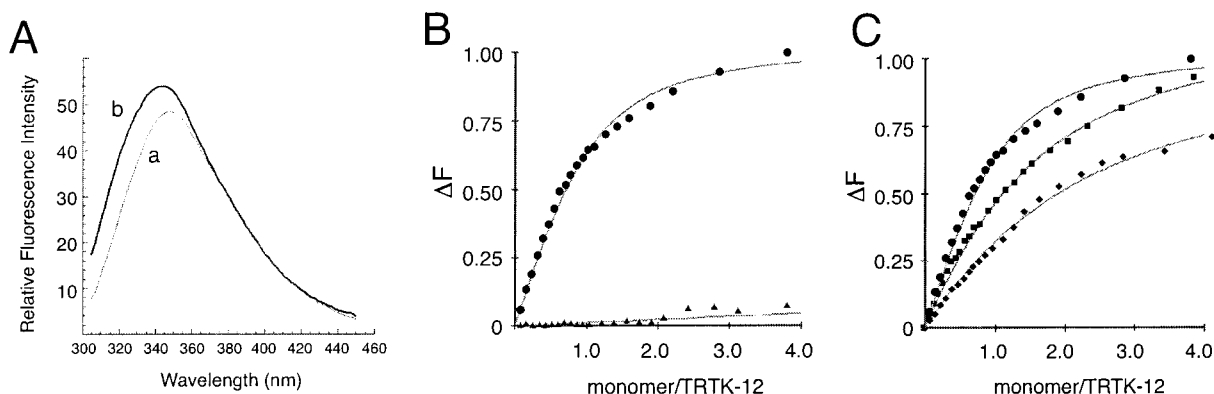 A
Relative Fluorescence Intensity
50
40
30
20
10
b
a
300 320 340 360 380 400 420 440 460
Wavelength (nm)
B
ΔF
1.00
0.75
0.50
0.25
0
1.0 2.0 3.0 4.0
monomer/TRTK-12
C
ΔF
1.00
0.75
0.50
0.25
0
1.0 2.0 3.0 4.0
monomer/TRTK-12